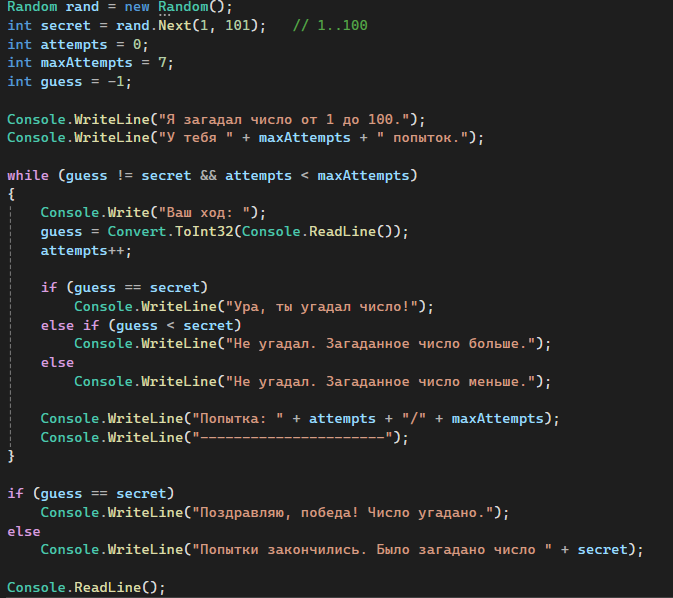 Random rand = new Random();
int secret = rand.Next(1, 101);   // 1..100
int attempts = 0;
int maxAttempts = 7;
int guess = -1;

Console.WriteLine("Я загадал число от 1 до 100.");
Console.WriteLine("У тебя " + maxAttempts + " попыток.");

while (guess != secret && attempts < maxAttempts)
{
    Console.Write("Ваш ход: ");
    guess = Convert.ToInt32(Console.ReadLine());
    attempts++;

    if (guess == secret)
        Console.WriteLine("Ура, ты угадал число!");
    else if (guess < secret)
        Console.WriteLine("Не угадал. Загаданное число больше.");
    else
        Console.WriteLine("Не угадал. Загаданное число меньше.");

    Console.WriteLine("Попытка: " + attempts + "/" + maxAttempts);
    Console.WriteLine("----------------------");
}

if (guess == secret)
    Console.WriteLine("Поздравляю, победа! Число угадано.");
else
    Console.WriteLine("Попытки закончились. Было загадано число " + secret);

Console.ReadLine();